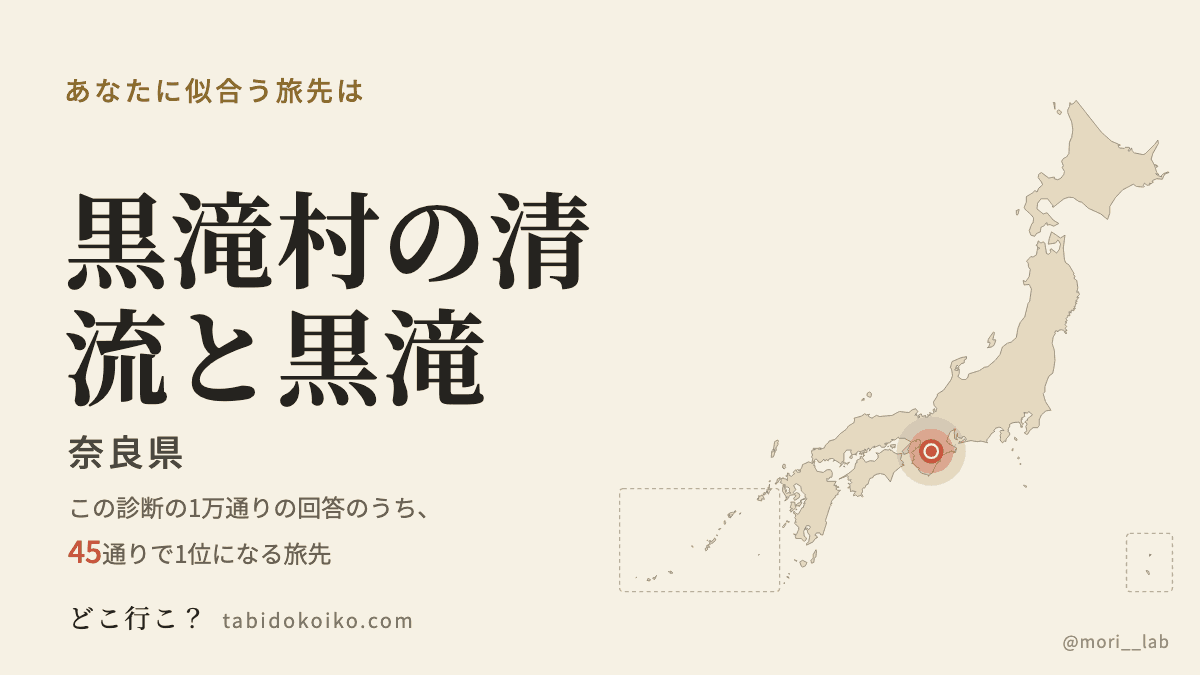 あなたに似合う旅先は
黒滝村の清
流と黒滝
奈良県
この診断の1万通りの回答のうち、
45通りで1位になる旅先
どこ行こ？ tabidokoiko.com
@mori__lab